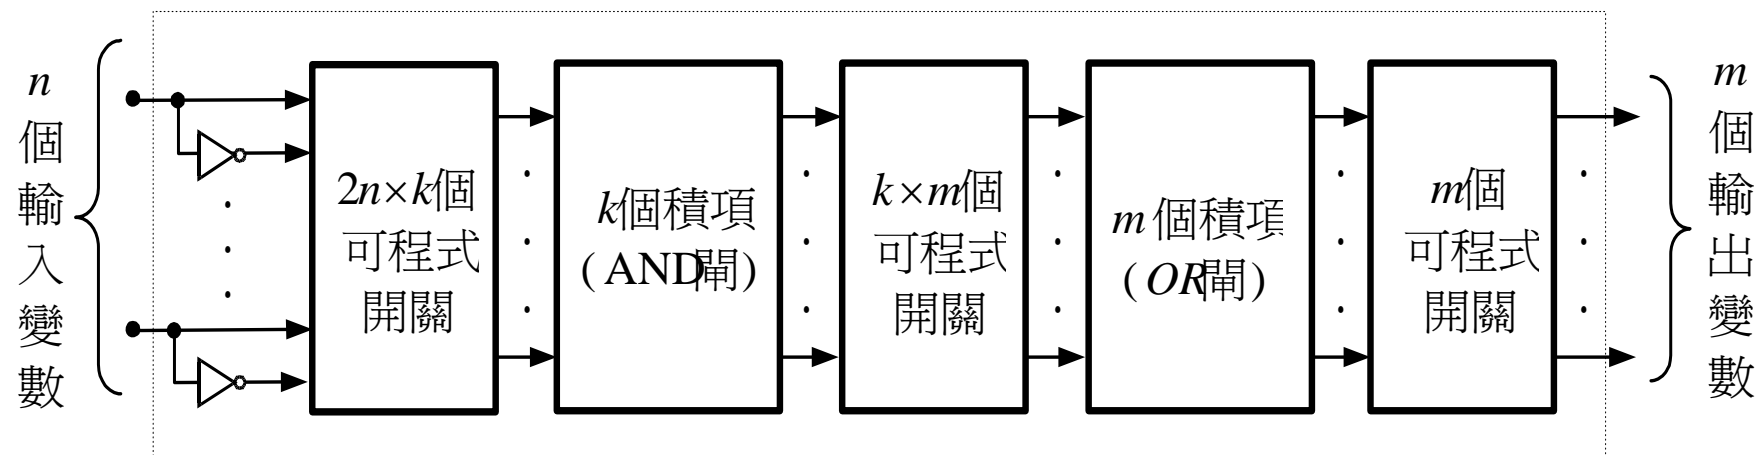 n
個
輸
入
變
數
2n×k個
可程式
開關
k個積項
(AND閘)
k×m個
可程式
開關
m個積項
(OR閘)
m個
可程式
開關
m
個
輸
出
變
數